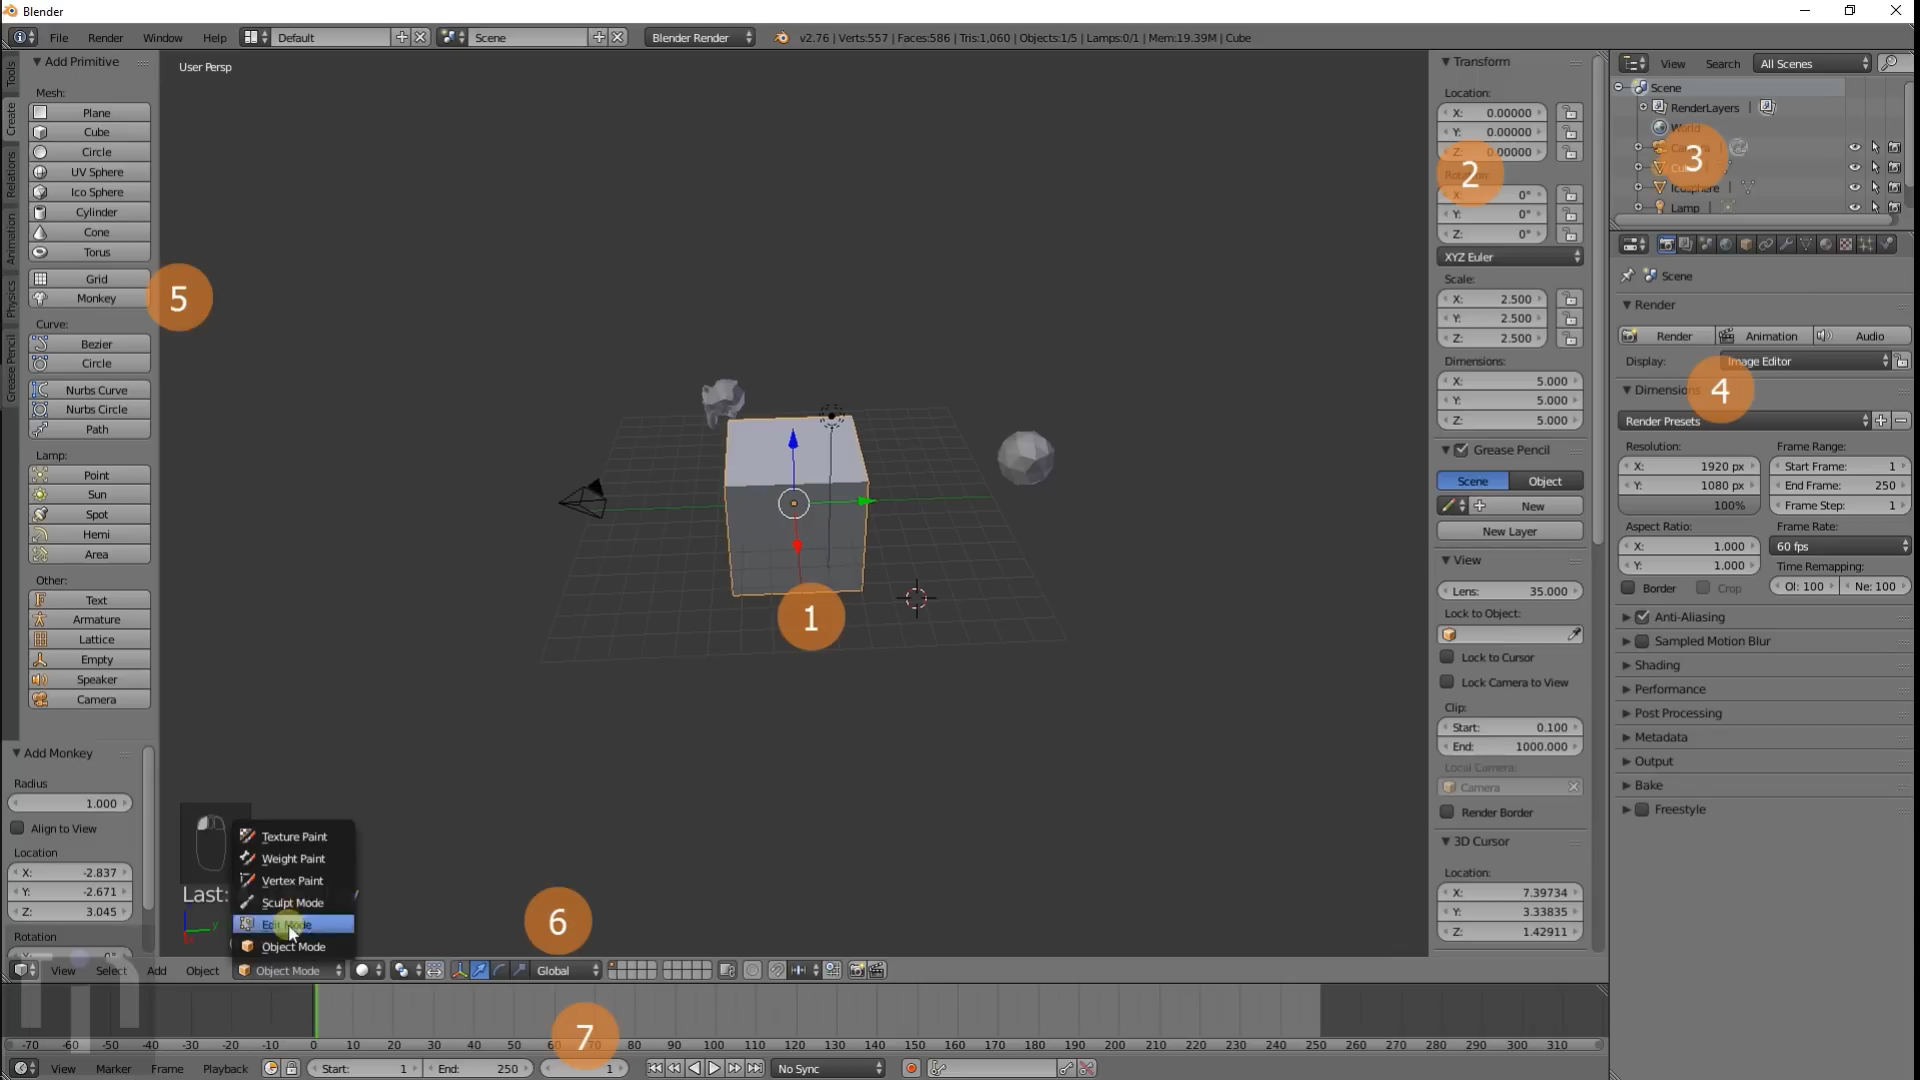 Blender
File Render Window Help Default Scene Blender Render v2.76 | Verts:557 | Faces:586 | Tris:1,060 | Objects:1/5 | Lamps:0/1 | Mem:19.39M | Cube
Tools
Create
Relations
Animation
Physics
Grease Pencil
Add Primitive
Mesh:
Plane
Cube
Circle
UV Sphere
Ico Sphere
Cylinder
Cone
Torus
Grid
Monkey
5
Curve:
Bezier
Circle
Nurbs Curve
Nurbs Circle
Path
Lamp:
Point
Sun
Spot
Hemi
Area
Other:
Text
Armature
Lattice
Empty
Speaker
Camera
Add Monkey
Radius
1.000
Align to View
Location
X: -2.837
Y: -2.671
Z: 3.045
Rotation
User Persp
1
Last:
Texture Paint
Weight Paint
Vertex Paint
Sculpt Mode
Edit Mode
Object Mode
6
View Select Add Object Object Mode Global
Transform
Location:
X: 0.00000
Y: 0.00000
Z: 0.00000
2
X: 0°
Y: 0°
Z: 0°
XYZ Euler
Scale:
X: 2.500
Y: 2.500
Z: 2.500
Dimensions:
X: 5.000
Y: 5.000
Z: 5.000
Grease Pencil
Scene Object
New
New Layer
View
Lens: 35.000
Lock to Object:
Lock to Cursor
Lock Camera to View
Clip:
Start: 0.100
End: 1000.000
Local Camera:
Camera
Render Border
3D Cursor
Location:
X: 7.39734
Y: 3.33835
Z: 1.42911
View Search All Scenes
Scene
RenderLayers |
World
3
Icosphere |
Lamp |
Scene
Render
Render Animation Audio
Display: Image Editor
Dimensions
4
Render Presets
Resolution: Frame Range:
X: 1920 px Start Frame: 1
Y: 1080 px End Frame: 250
100% Frame Step: 1
Aspect Ratio: Frame Rate:
X: 1.000 60 fps
Y: 1.000 Time Remapping:
Border Crop Ol: 100 Ne: 100
Anti-Aliasing
Sampled Motion Blur
Shading
Performance
Post Processing
Metadata
Output
Bake
Freestyle
7
-70 -60 -50 -40 -30 -20 -10 0 10 20 30 40 50 60 70 80 90 100 110 120 130 140 150 160 170 180 190 200 210 220 230 240 250 260 270 280 290 300 310
View Marker Frame Playback Start: 1 End: 250 1 No Sync